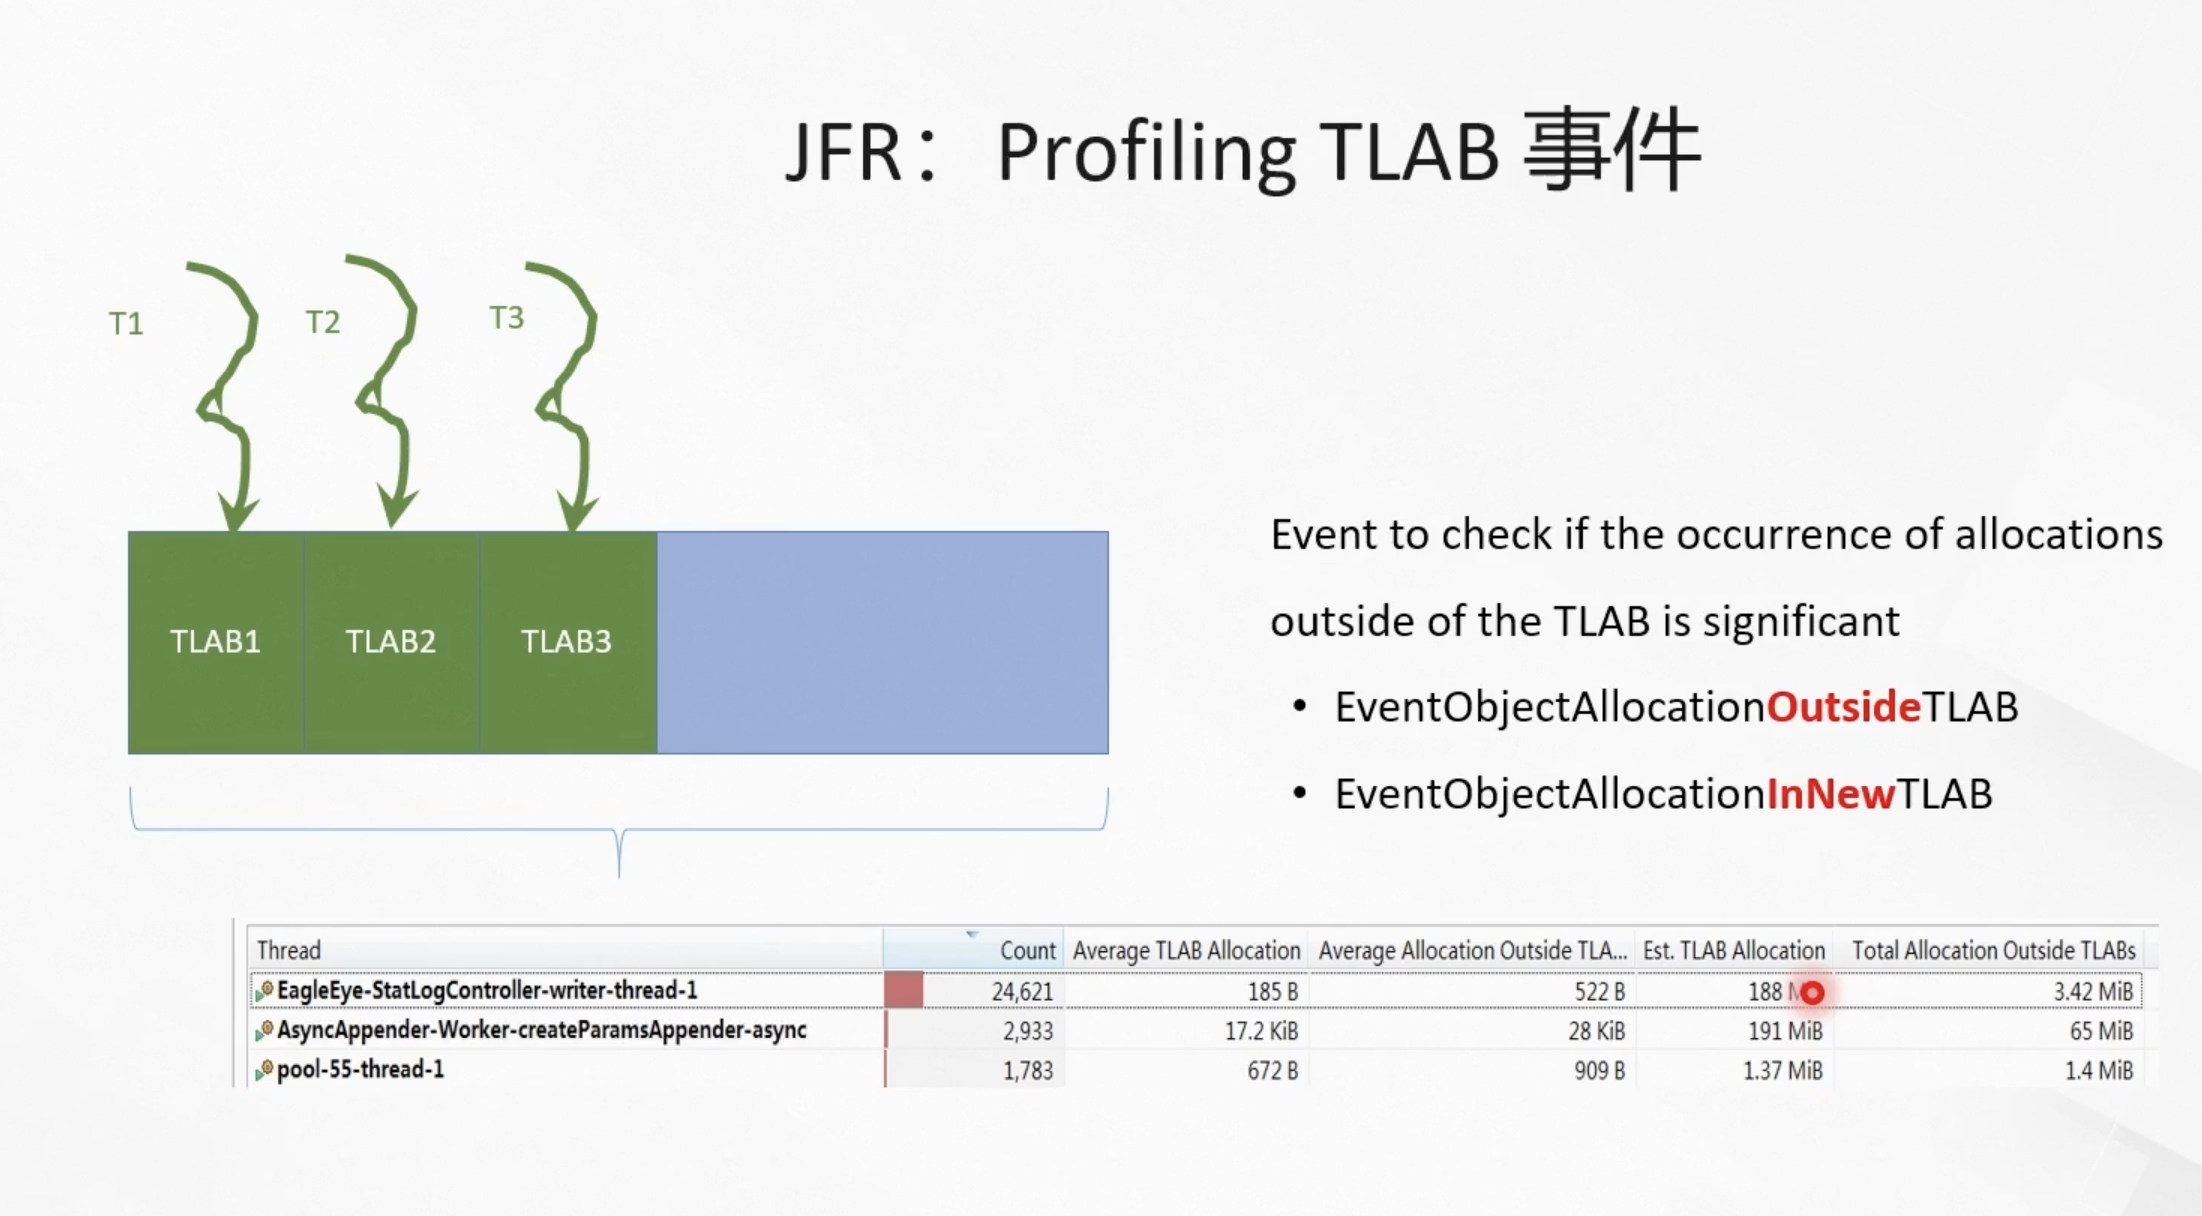 JFR： Profiling TLAB 事件
T1 T2 T3
TLAB1 TLAB2 TLAB3
Event to check if the occurrence of allocations
outside of the TLAB is significant
• EventObjectAllocationOutsideTLAB
• EventObjectAllocationInNewTLAB
Thread Count Average TLAB Allocation Average Allocation Outside TLA... Est. TLAB Allocation Total Allocation Outside TLABs
EagleEye-StatLogController-writer-thread-1 24,621 185 B 522 B 188 3.42 MiB
AsyncAppender-Worker-createParamsAppender-async 2,933 17.2 KiB 28 KiB 191 MiB 65 MiB
pool-55-thread-1 1,783 672 B 909 B 1.37 MiB 1.4 MiB